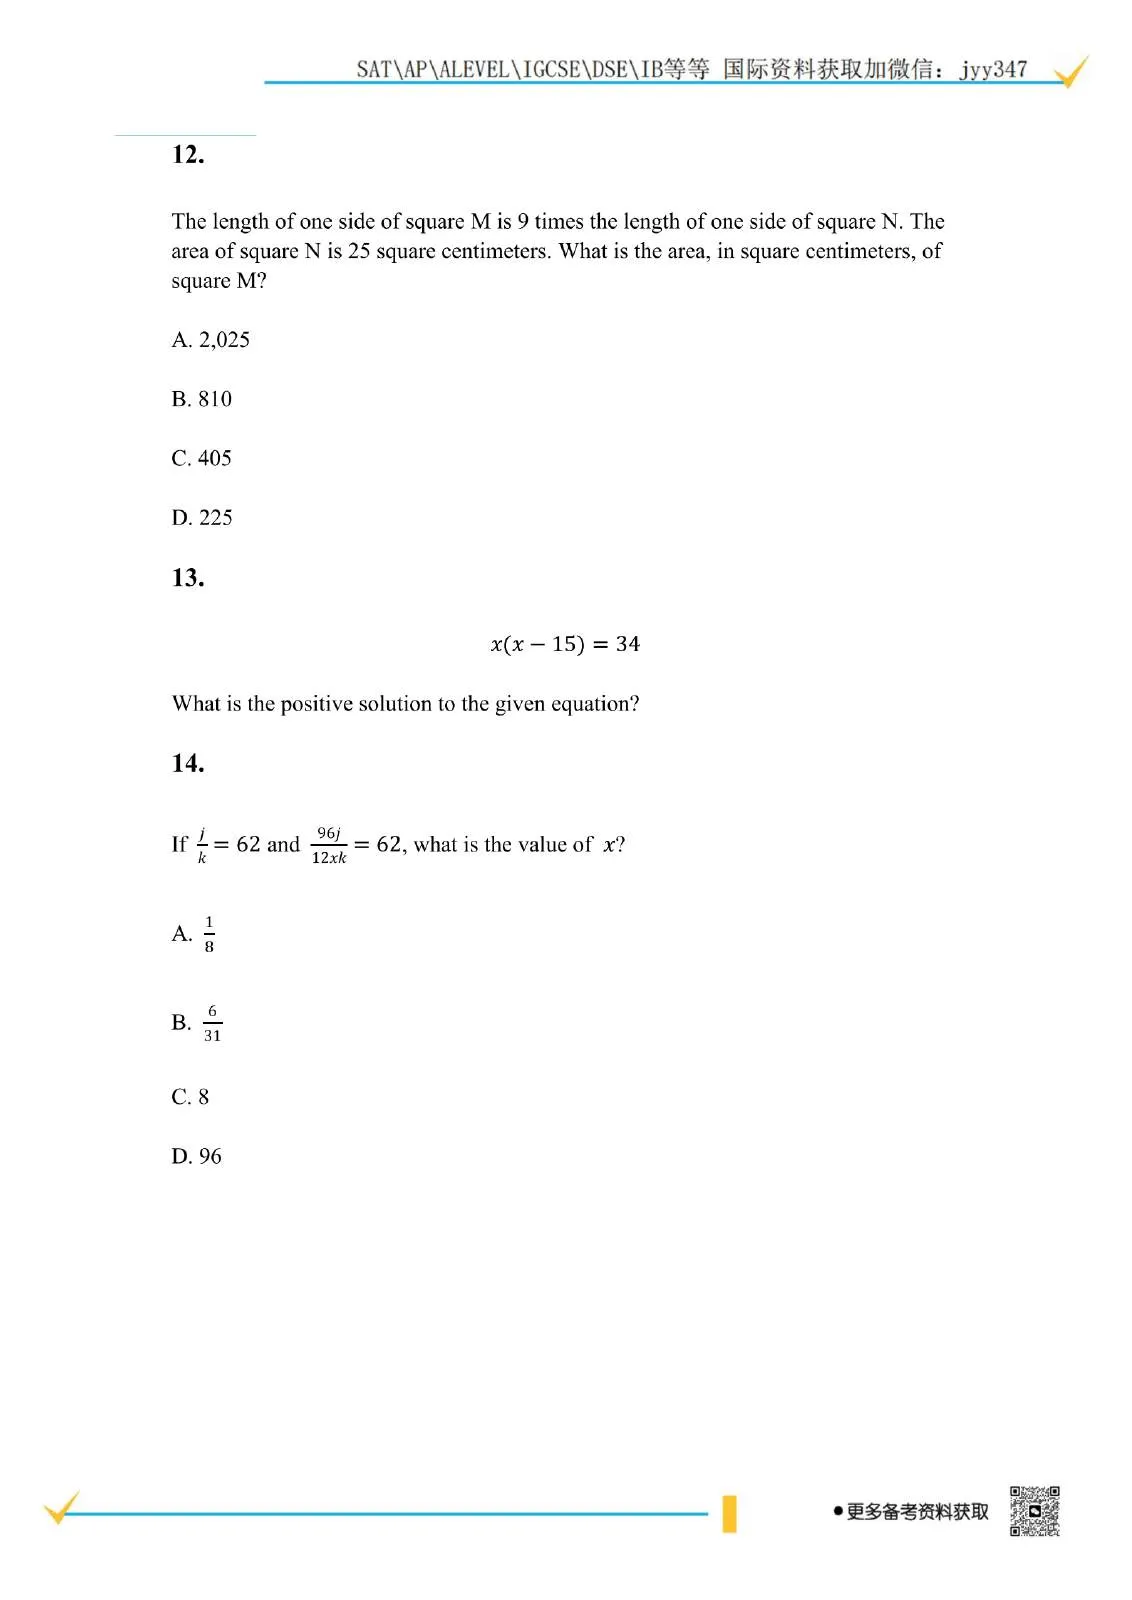 SAT\AP\ALEVEL\IGCSE\DSE\IB等等 国际资料获取加微信：jyy347
12.
The length of one side of square M is 9 times the length of one side of square N. The
area of square N is 25 square centimeters. What is the area, in square centimeters, of
square M?
A. 2,025
B. 810
C. 405
D. 225
13.
x(x − 15) = 34
What is the positive solution to the given equation?
14.
If j/k = 62 and 96j/12xk = 62, what is the value of x?
A. 1/8
B. 6/31
C. 8
D. 96
●更多备考资料获取